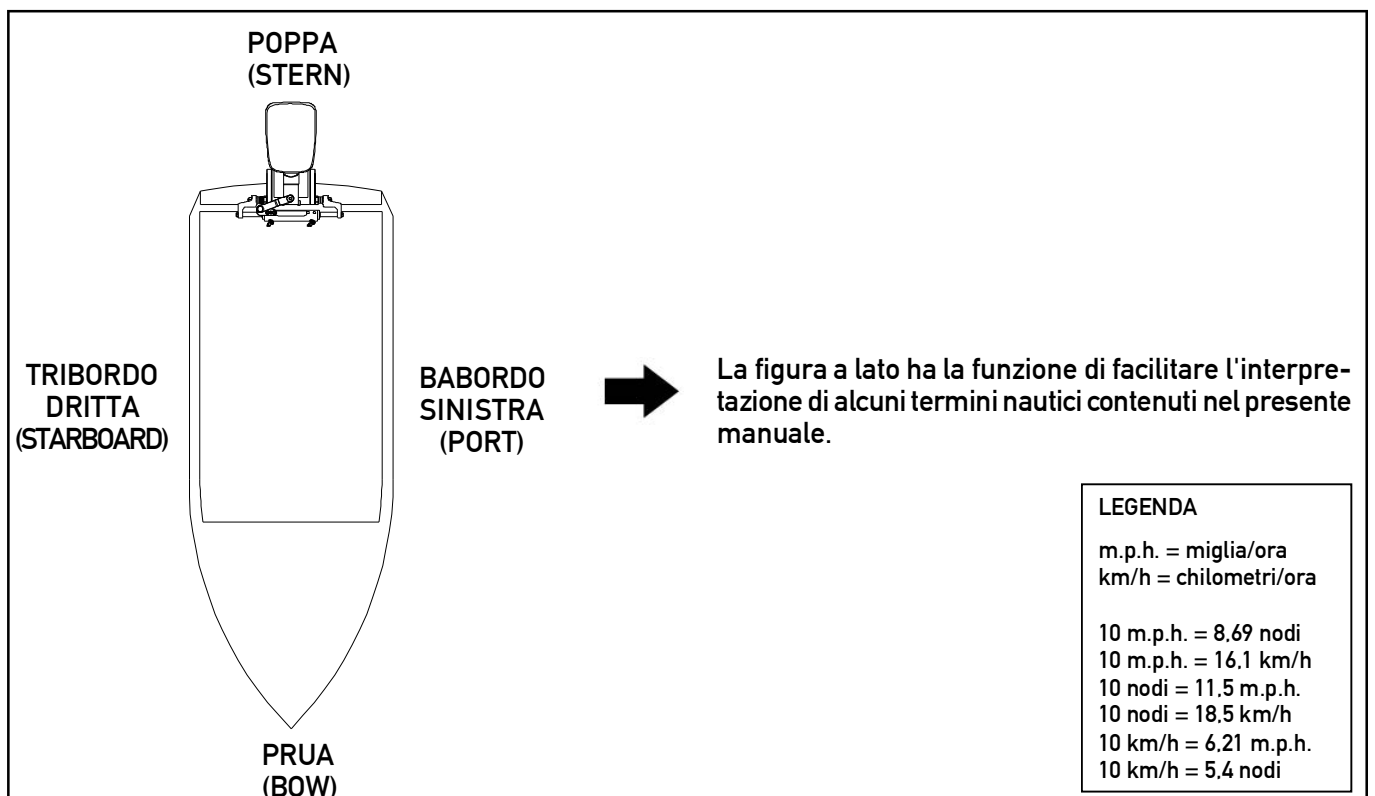 POPPA
(STERN)
TRIBORDO
DRITTA
(STARBOARD)
BABORDO
SINISTRA
(PORT)
La figura a lato ha la funzione di facilitare l'interpre-
tazione di alcuni termini nautici contenuti nel presente
manuale.
LEGENDA
m.p.h. = miglia/ora
km/h = chilometri/ora
10 m.p.h. = 8,69 nodi
10 m.p.h. = 16,1 km/h
10 nodi = 11,5 m.p.h.
10 nodi = 18,5 km/h
10 km/h = 6,21 m.p.h.
10 km/h = 5,4 nodi
PRUA
(BOW)